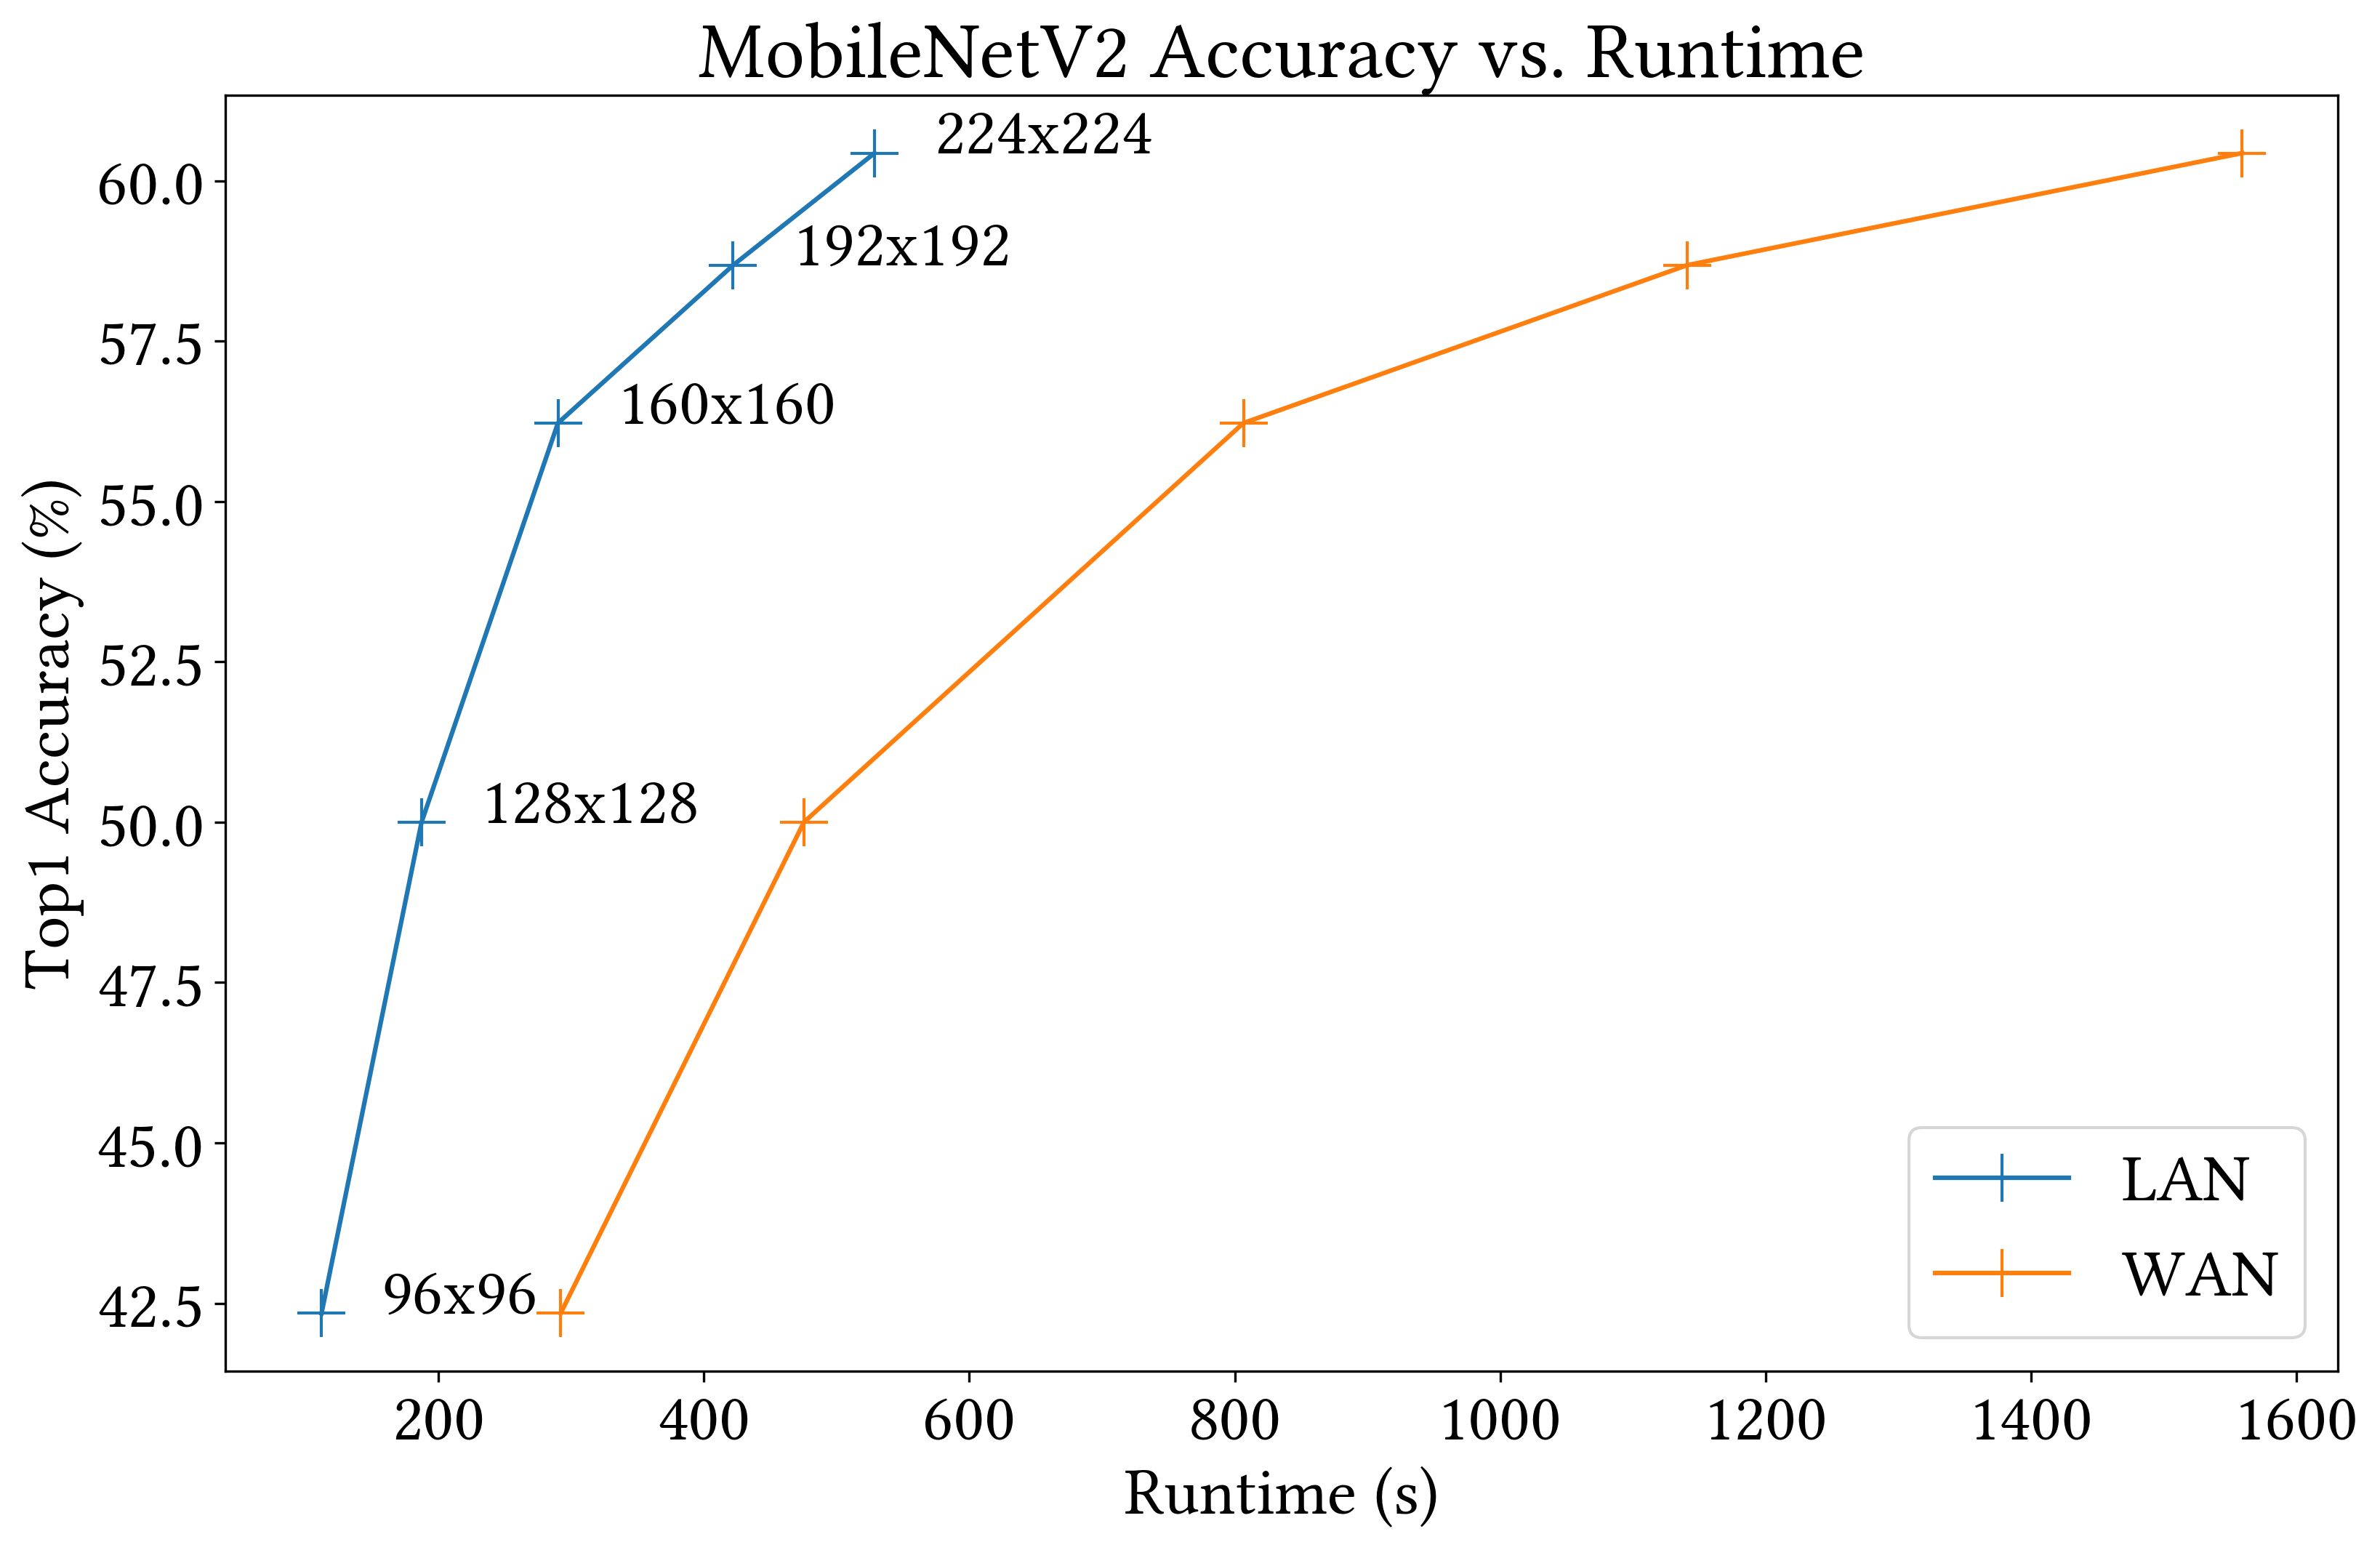 MobileNetV2 Accuracy vs. Runtime
224x224
192x192
160x160
128x128
96x96
60.0
57.5
55.0
52.5
50.0
47.5
45.0
42.5
Top1 Accuracy (%)
LAN
WAN
200 400 600 800 1000 1200 1400 1600
Runtime (s)